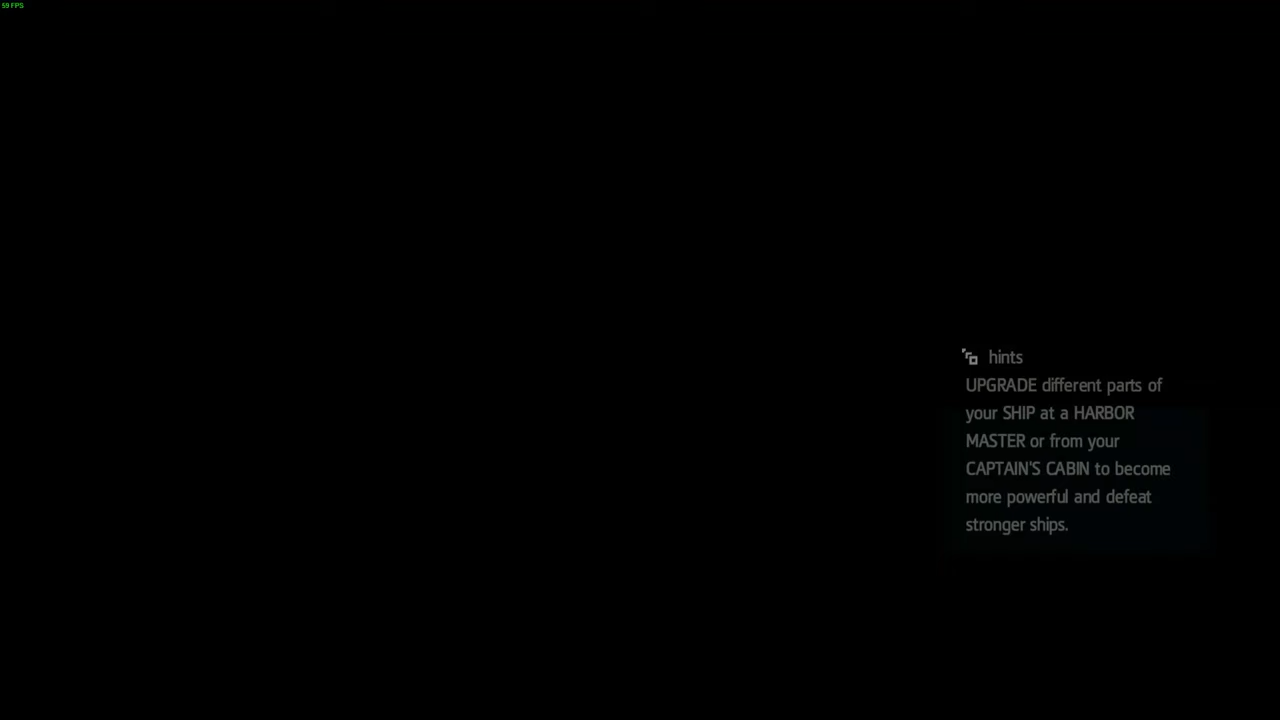 59 FPS
hints
UPGRADE different parts of
your SHIP at a HARBOR
MASTER or from your
CAPTAIN'S CABIN to become
more powerful and defeat
stronger ships.